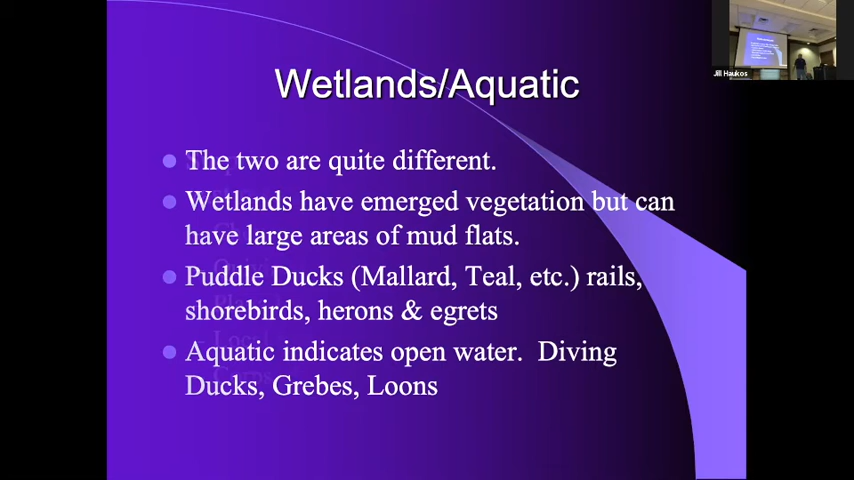 Wetlands/Aquatic
Jill Haukos
The two are quite different.
Wetlands have emerged vegetation but can
have large areas of mud flats.
Puddle Ducks (Mallard, Teal, etc.) rails,
shorebirds, herons & egrets
Aquatic indicates open water.  Diving
Ducks, Grebes, Loons